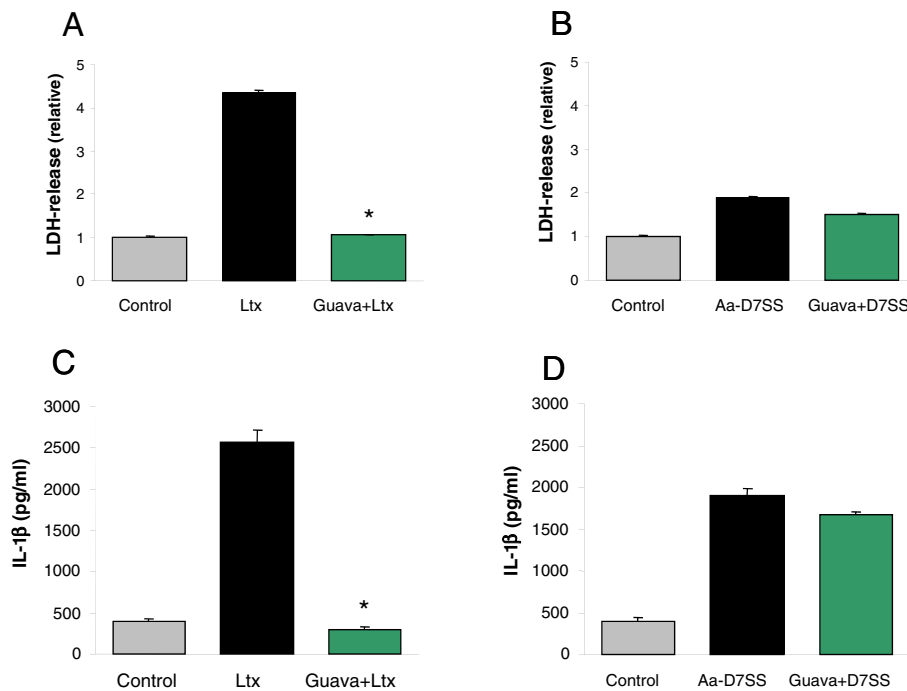 A
LDH-release (relative)
5
4
3
2
1
0
*
Control Ltx Guava+Ltx
B
LDH-release (relative)
5
4
3
2
1
0
Control Aa-D7SS Guava+D7SS
C
IL-1β (pg/ml)
3000
2500
2000
1500
1000
500
0
*
Control Ltx Guava+Ltx
D
IL-1β (pg/ml)
3000
2500
2000
1500
1000
500
0
Control Aa-D7SS Guava+D7SS